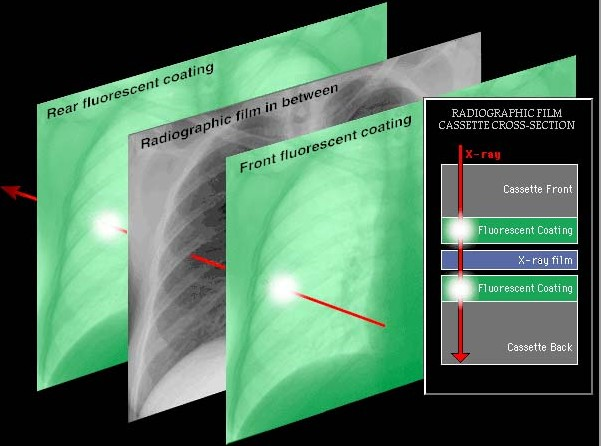 Rear fluorescent coating
Radiographic film in between
Front fluorescent coating
RADIOGRAPHIC FILM
CASSETTE CROSS-SECTION
X-ray
Cassette Front
Fluorescent Coating
X-ray film
Fluorescent Coating
Cassette Back